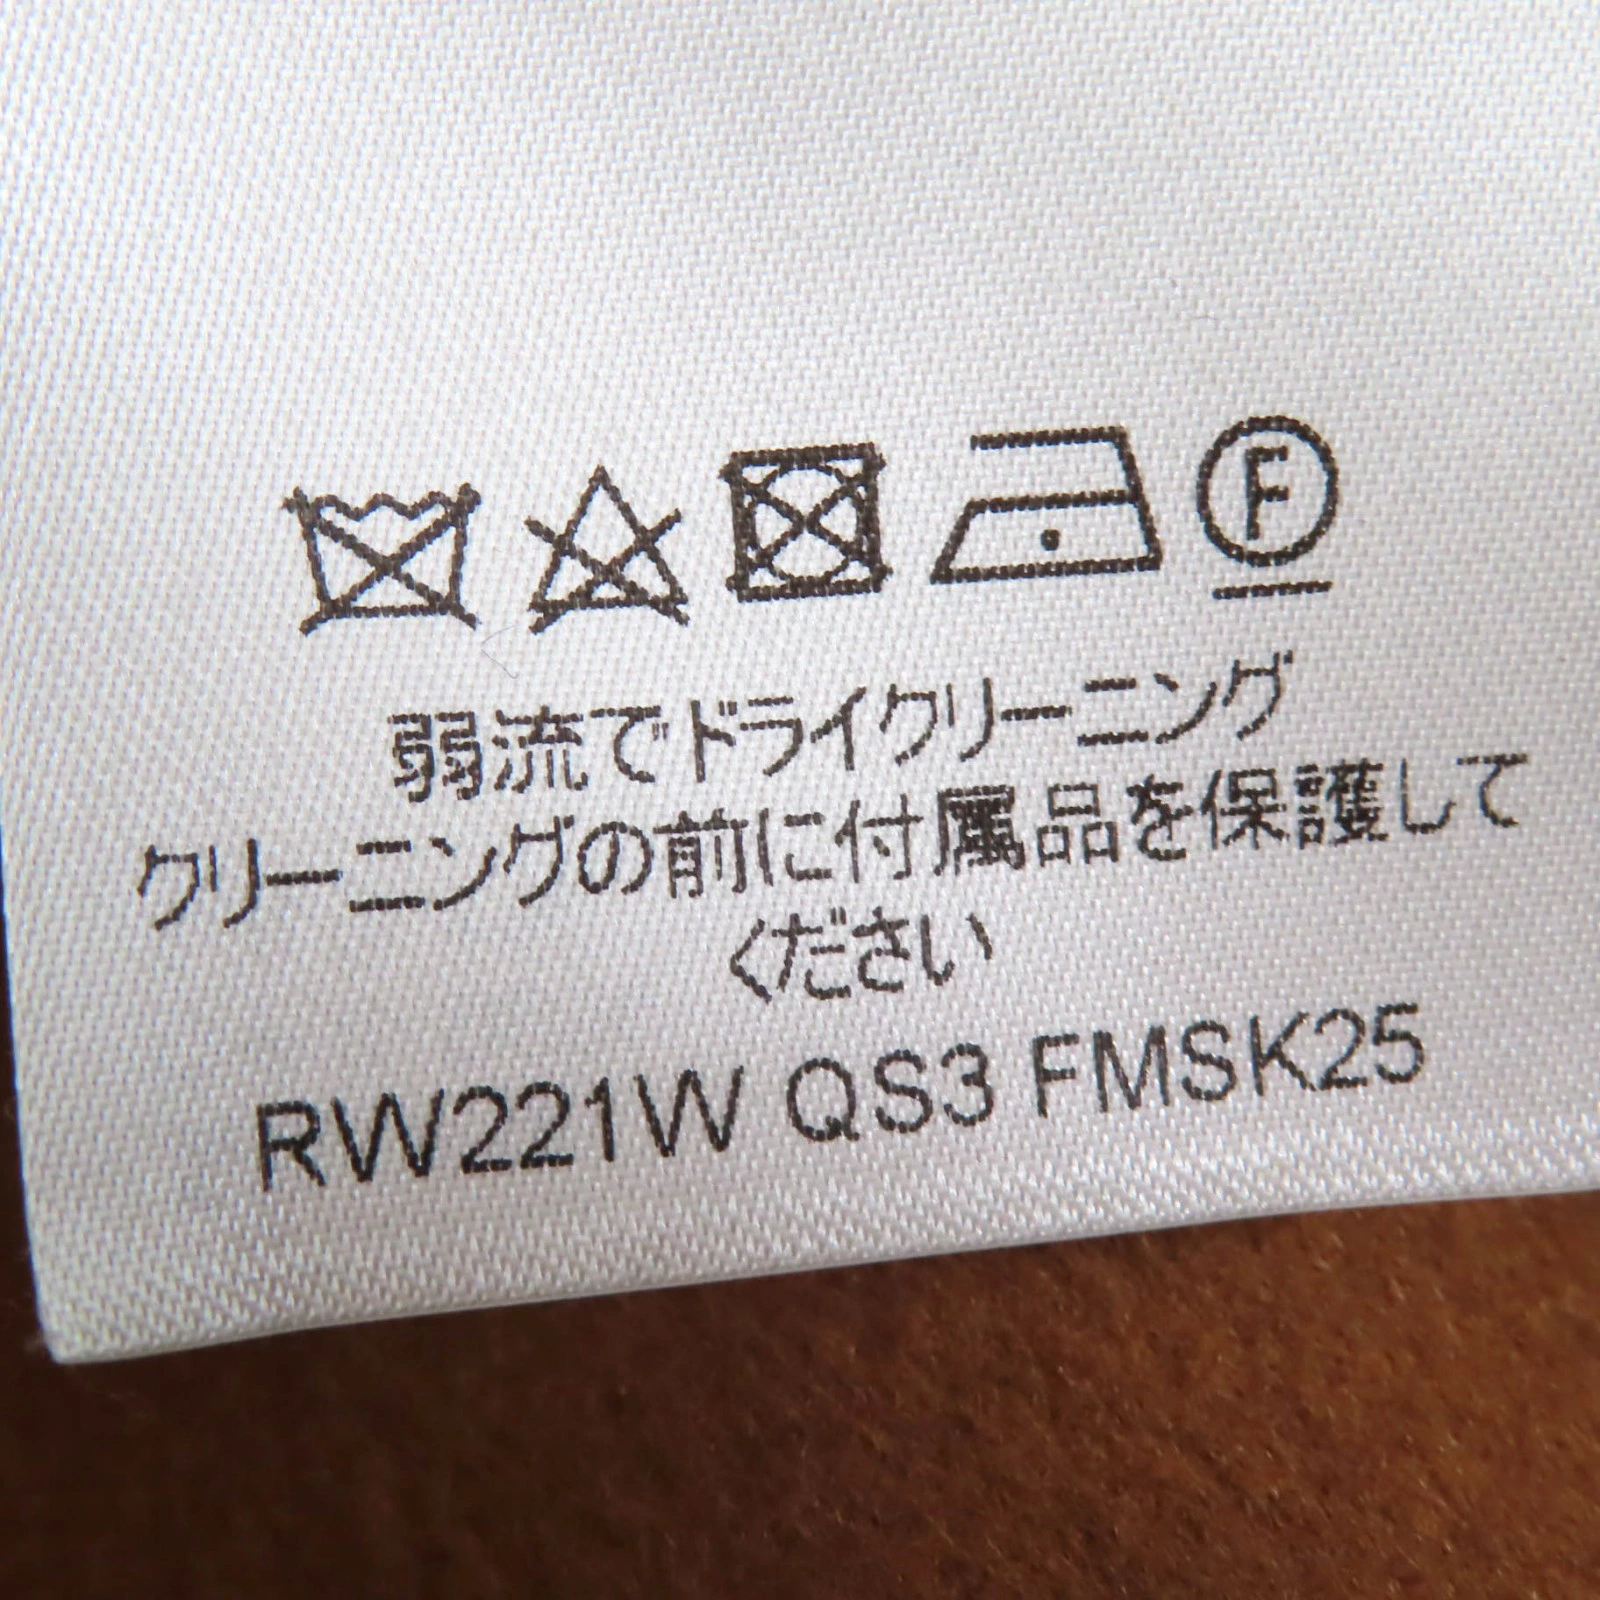 F
弱流でドライクリーニング
クリーニングの前に付属品を保護して
ください
RW221W QS3 FMSK25